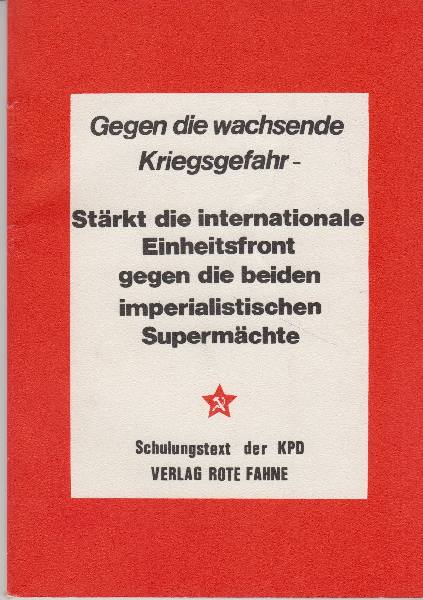 Gegen die wachsende
Kriegsgefahr -
Stärkt die internationale
Einheitsfront
gegen die beiden
imperialistischen
Supermächte
Schulungstext der KPD
VERLAG ROTE FAHNE